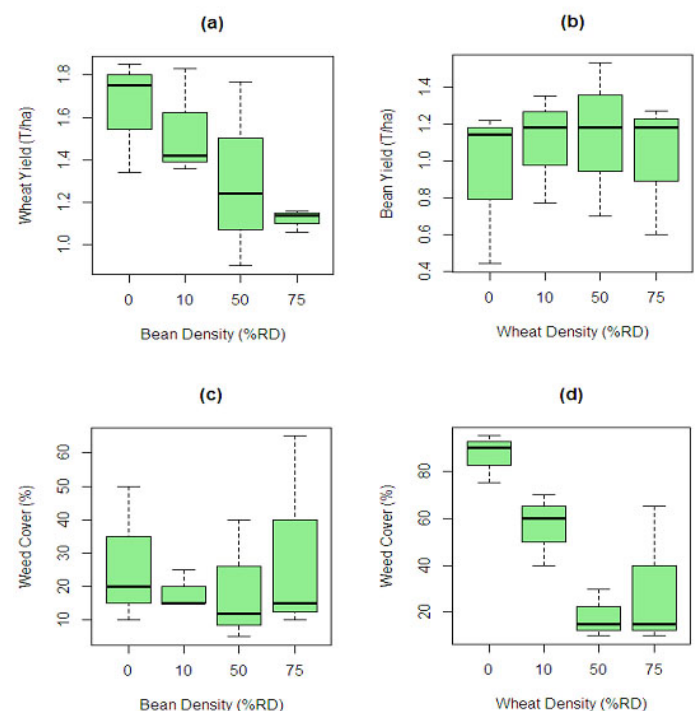 (a)
Wheat Yield (T/ha)
1.0 1.2 1.4 1.6 1.8
0 10 50 75
Bean Density (%RD)
(b)
Bean Yield (T/ha)
0.4 0.6 0.8 1.0 1.2 1.4
0 10 50 75
Wheat Density (%RD)
(c)
Weed Cover (%)
10 20 30 40 50 60
0 10 50 75
Bean Density (%RD)
(d)
Weed Cover (%)
20 40 60 80
0 10 50 75
Wheat Density (%RD)